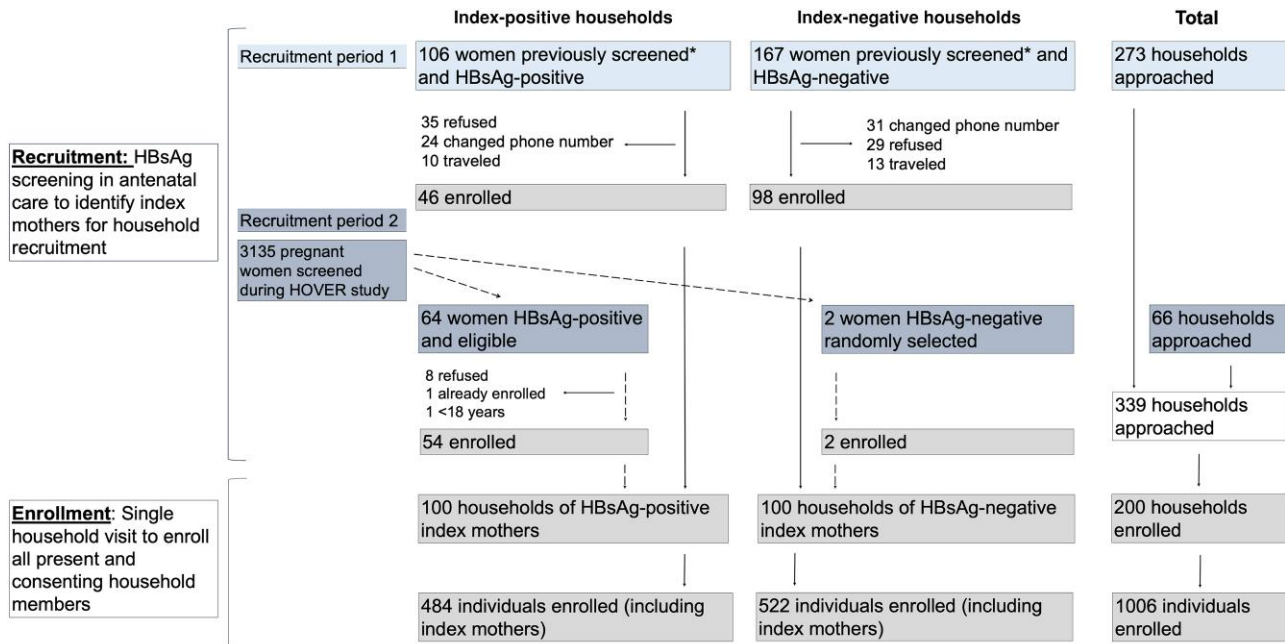 Index-positive households
Index-negative households
Total
Recruitment period 1
106 women previously screened*
and HBsAg-positive
167 women previously screened* and
HBsAg-negative
273 households
approached
35 refused
24 changed phone number
10 traveled
31 changed phone number
29 refused
13 traveled
Recruitment: HBsAg
screening in antenatal
care to identify index
mothers for household
recruitment
46 enrolled
98 enrolled
Recruitment period 2
3135 pregnant
women screened
during HOVER study
64 women HBsAg-positive
and eligible
2 women HBsAg-negative
randomly selected
66 households
approached
8 refused
1 already enrolled
1 <18 years
339 households
approached
54 enrolled
2 enrolled
Enrollment: Single
household visit to enroll
all present and
consenting household
members
100 households of HBsAg-positive
index mothers
100 households of HBsAg-negative
index mothers
200 households
enrolled
484 individuals enrolled (including
index mothers)
522 individuals enrolled (including
index mothers)
1006 individuals
enrolled